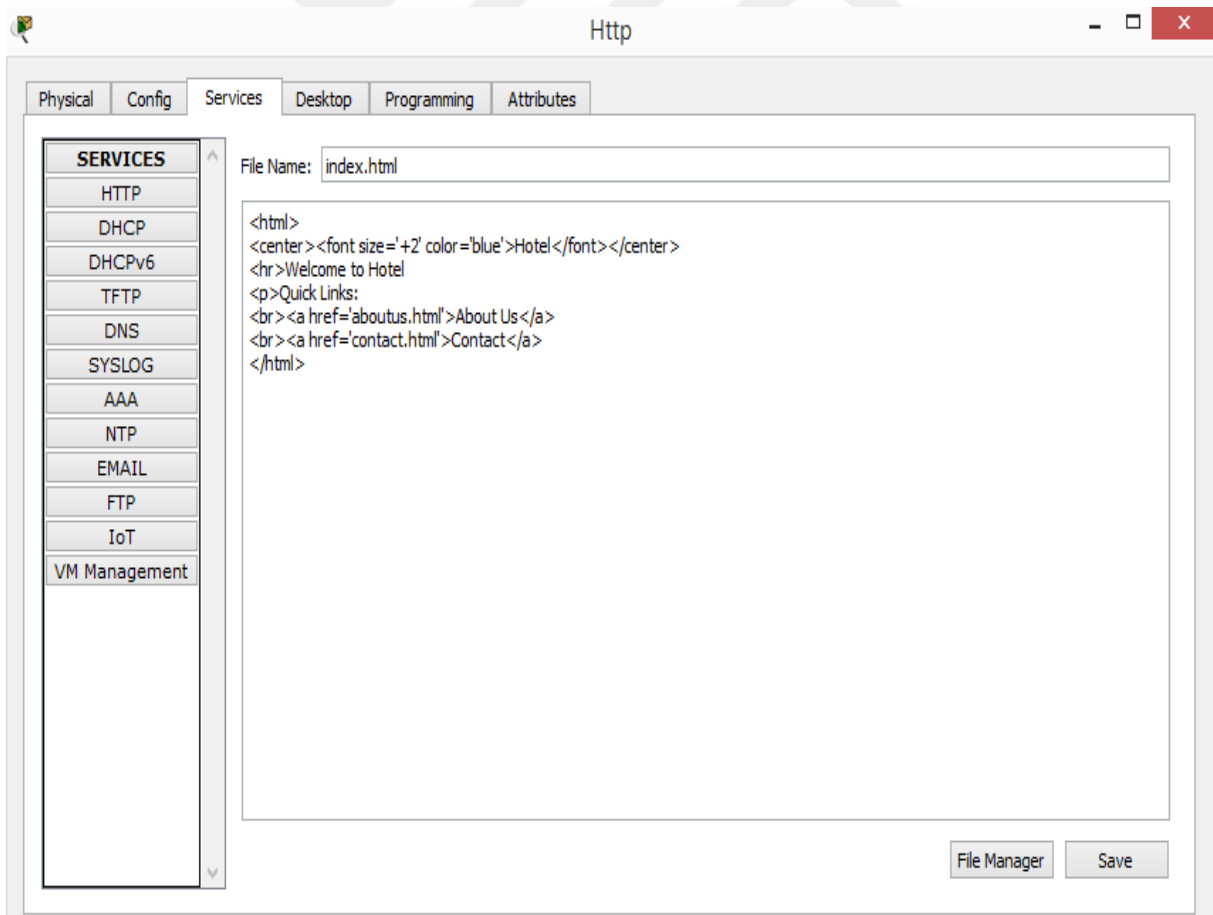 Http
Physical Config Services Desktop Programming Attributes
SERVICES
HTTP
DHCP
DHCPv6
TFTP
DNS
SYSLOG
AAA
NTP
EMAIL
FTP
IoT
VM Management
File Name: index.html
<html>
<center><font size='+2' color='blue'>Hotel</font></center>
<hr>Welcome to Hotel
<p>Quick Links:
<br><a href='aboutus.html'>About Us</a>
<br><a href='contact.html'>Contact</a>
</html>
File Manager Save